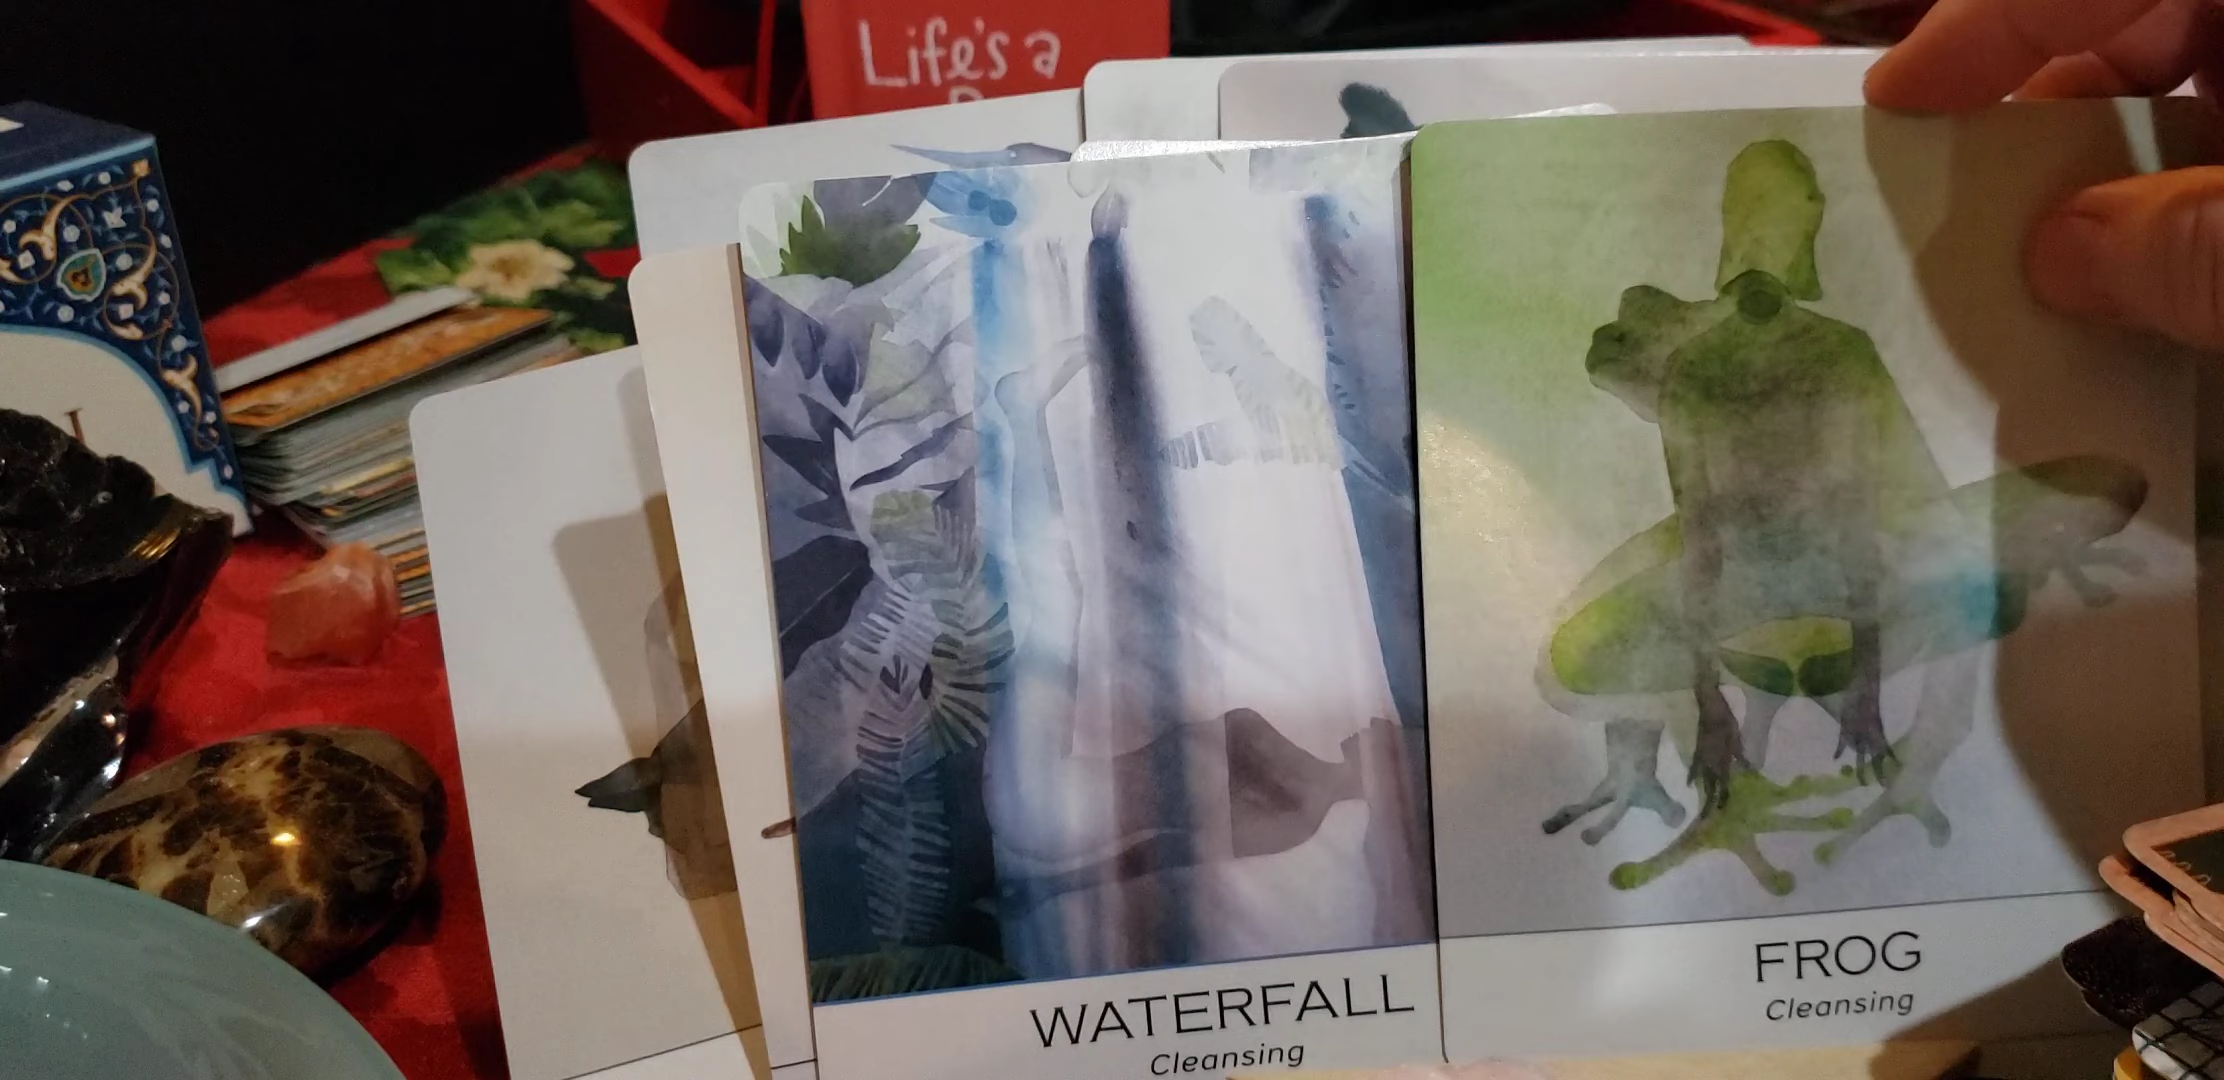 Life's a
WATERFALL
Cleansing
FROG
Cleansing